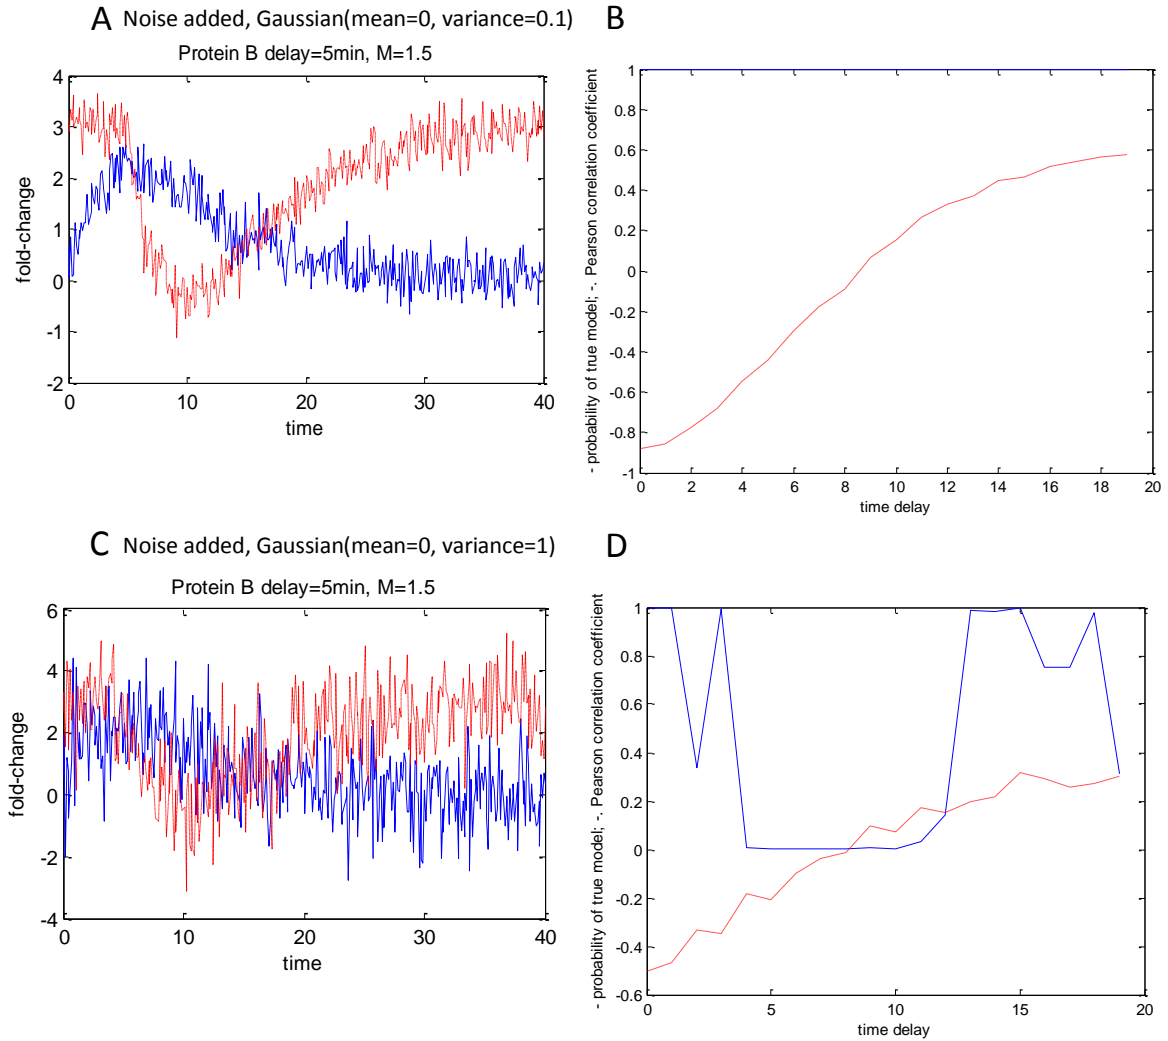 A Noise added, Gaussian(mean=0, variance=0.1)
Protein B delay=5min, M=1.5
4
3
2
1
0
-1
-2
fold-change
0 10 20 30 40
time
B
1
0.8
0.6
0.4
0.2
0
-0.2
-0.4
-0.6
-0.8
-1
- probability of true model; -. Pearson correlation coefficient
0 2 4 6 8 10 12 14 16 18 20
time delay
C Noise added, Gaussian(mean=0, variance=1)
Protein B delay=5min, M=1.5
6
4
2
0
-2
-4
fold-change
0 10 20 30 40
time
D
1
0.8
0.6
0.4
0.2
0
-0.2
-0.4
-0.6
- probability of true model; -. Pearson correlation coefficient
0 5 10 15 20
time delay